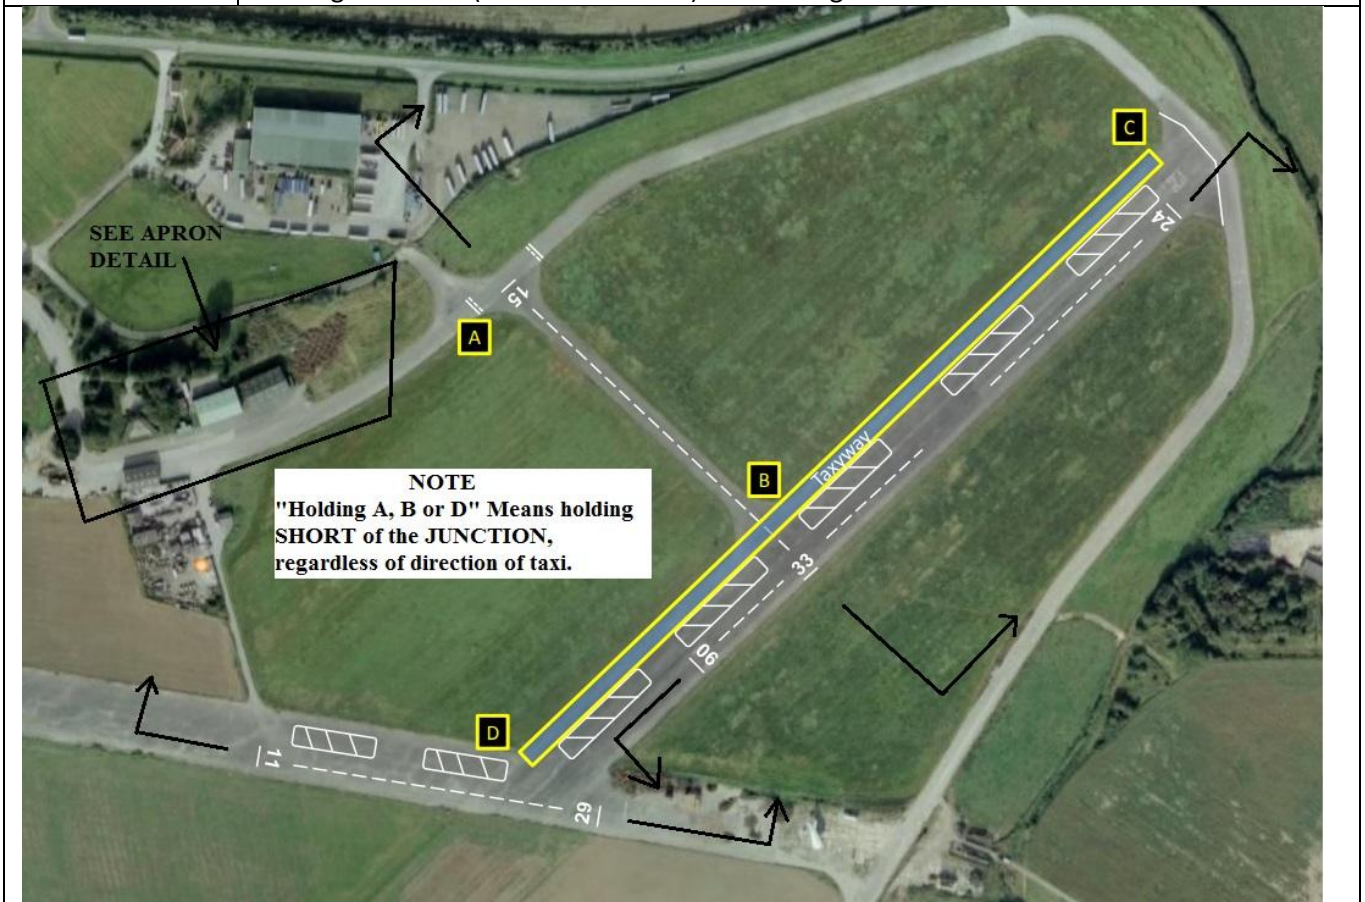 C
24
SEE APRON
DETAIL
15
A
Taxyway
B
NOTE
"Holding A, B or D" Means holding
SHORT of the JUNCTION,
regardless of direction of taxi.
33
06
D
11
29